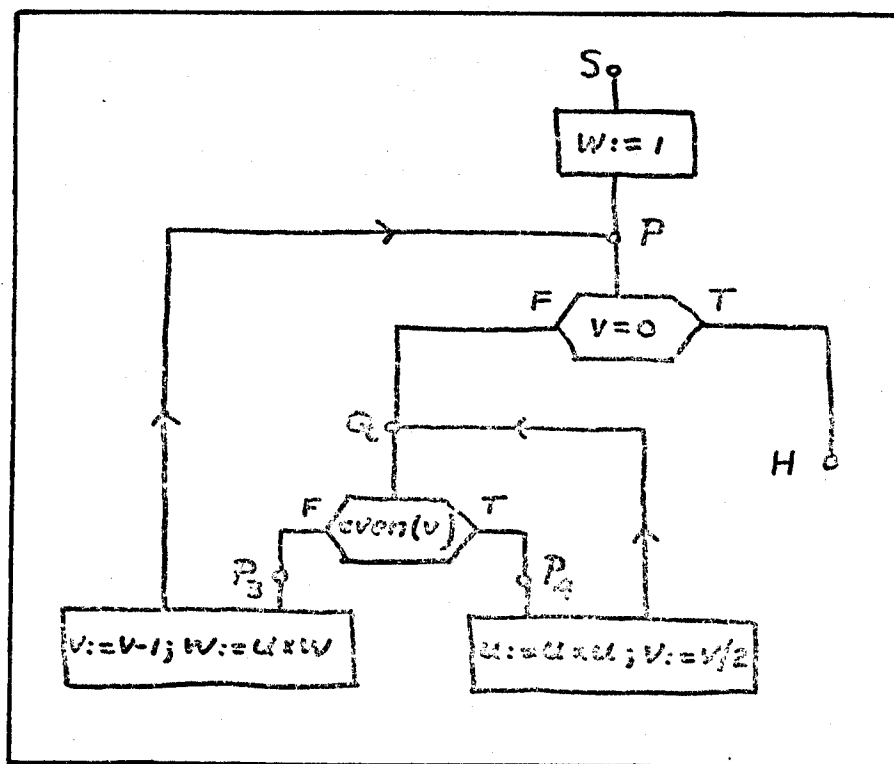 S
W:=1
P
F
T
V=0
Q
H
F
T
even(v)
P3
P4
V:=V-1; W:=U×W
U:=U×U; V:=V/2